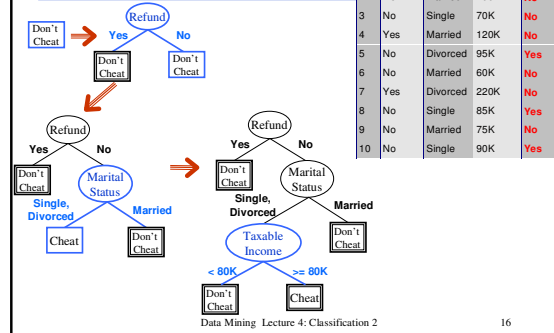 Don't
Cheat
Refund
Yes
No
Don't
Cheat
Don't
Cheat
3 No Single 70K No
4 Yes Married 120K No
5 No Divorced 95K Yes
6 No Married 60K No
7 Yes Divorced 220K No
8 No Single 85K Yes
9 No Married 75K No
10 No Single 90K Yes
Refund
Yes
No
Don't
Cheat
Marital
Status
Single,
Divorced
Married
Cheat
Don't
Cheat
Refund
Yes
No
Don't
Cheat
Marital
Status
Single,
Divorced
Married
Taxable
Income
Don't
Cheat
< 80K
>= 80K
Don't
Cheat
Cheat
Data Mining Lecture 4: Classification 2
16